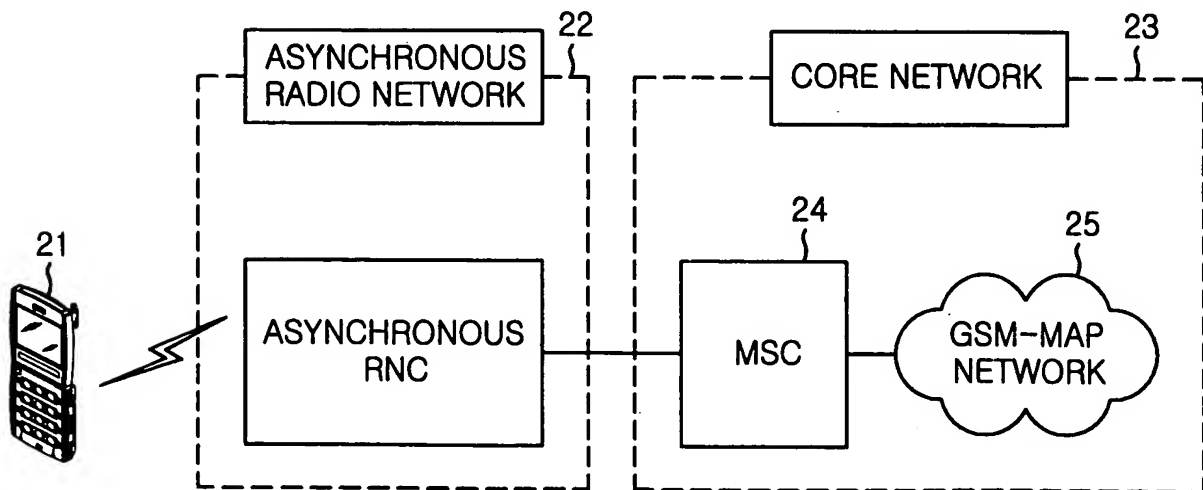 ASYNCHRONOUS
RADIO NETWORK
22
CORE NETWORK
23
21
24
25
ASYNCHRONOUS
RNC
MSC
GSM-MAP
NETWORK